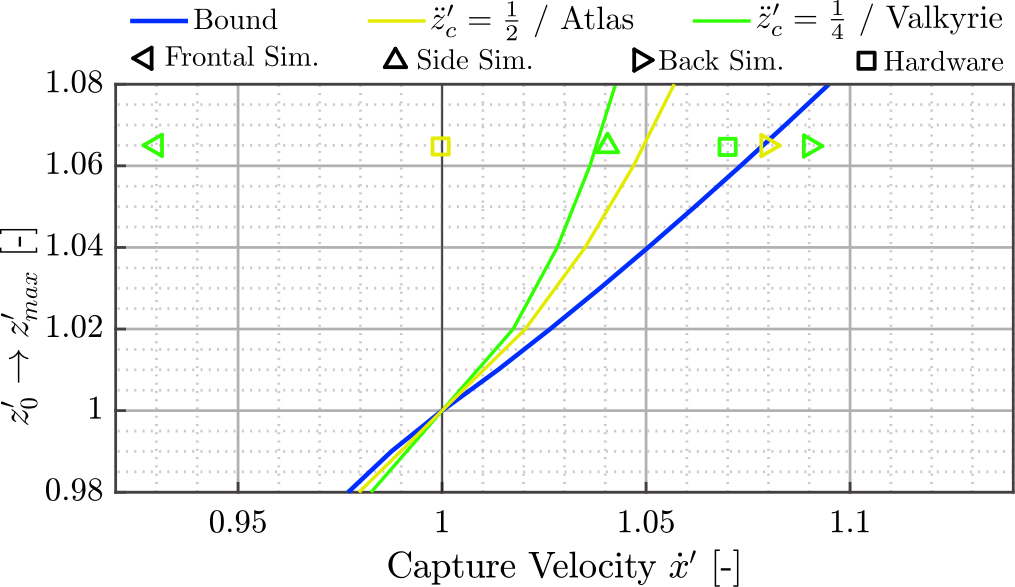 Bound z̈′c = 1/2 / Atlas z̈′c = 1/4 / Valkyrie
Frontal Sim. Side Sim. Back Sim. Hardware
1.08
1.06
1.04
1.02
1
0.98
z′0 → z′max [-]
0.95 1 1.05 1.1
Capture Velocity ẋ′ [-]